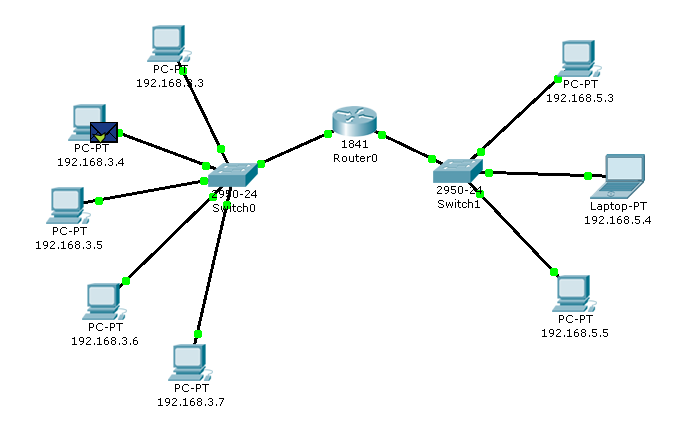 PC-PT
192.168.3.3
PC-PT
192.168.3.4
PC-PT
192.168.3.5
PC-PT
192.168.3.6
PC-PT
192.168.3.7
2950-24
Switch0
1841
Router0
2950-24
Switch1
PC-PT
192.168.5.3
Laptop-PT
192.168.5.4
PC-PT
192.168.5.5